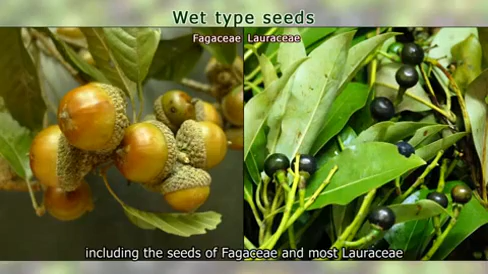 Wet type seeds
Fagaceae Lauraceae
including the seeds of Fagaceae and most Lauraceae